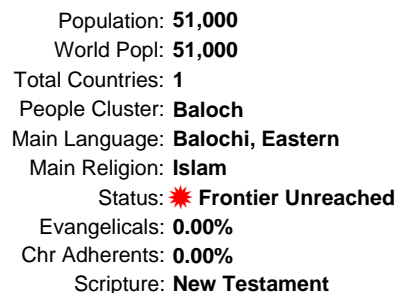 Population: 51,000
World Popl: 51,000
Total Countries: 1
People Cluster: Baloch
Main Language: Balochi, Eastern
Main Religion: Islam
Status: Frontier Unreached
Evangelicals: 0.00%
Chr Adherents: 0.00%
Scripture: New Testament